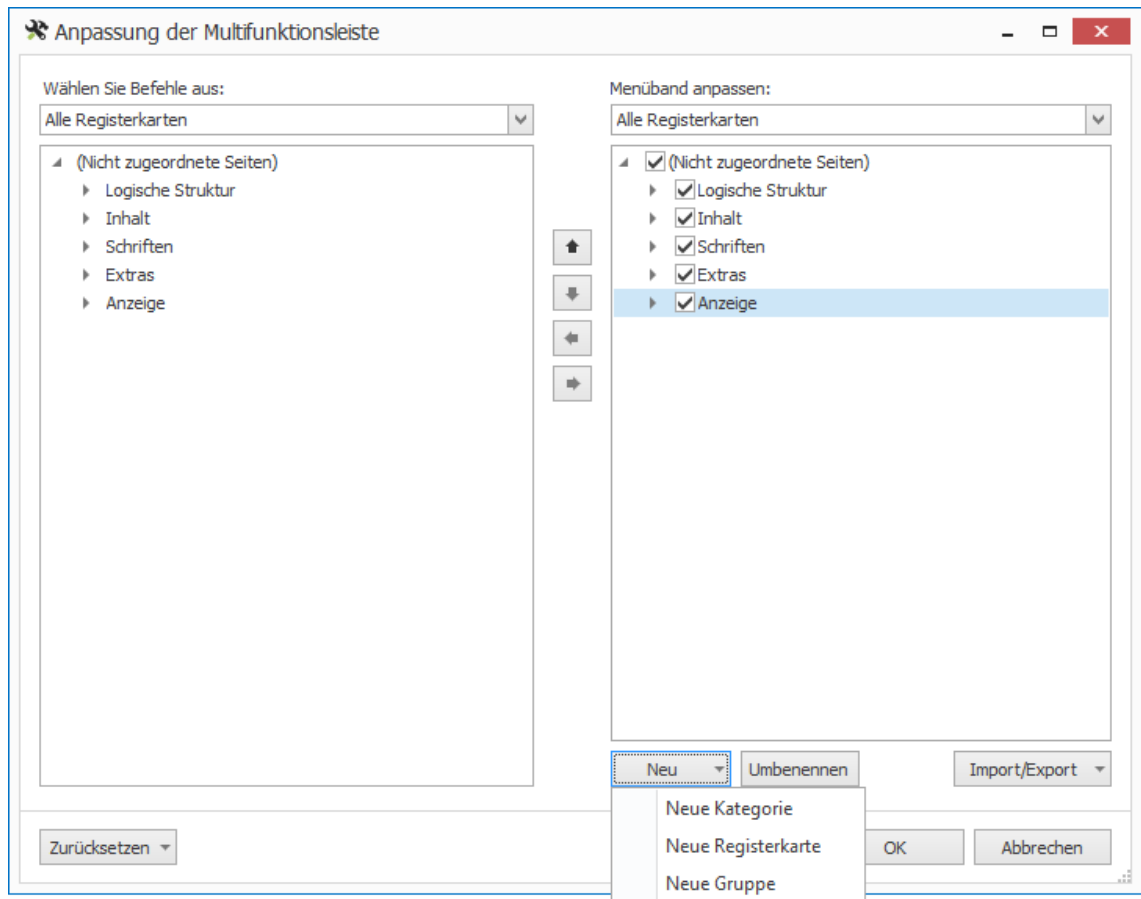 Anpassung der Multifunktionsleiste
Wählen Sie Befehle aus:
Alle Registerkarten
(Nicht zugeordnete Seiten)
Logische Struktur
Inhalt
Schriften
Extras
Anzeige
Menüband anpassen:
Alle Registerkarten
(Nicht zugeordnete Seiten)
Logische Struktur
Inhalt
Schriften
Extras
Anzeige
Neu
Umbenennen
Import/Export
Neue Kategorie
Neue Registerkarte
Neue Gruppe
Zurücksetzen
OK
Abbrechen